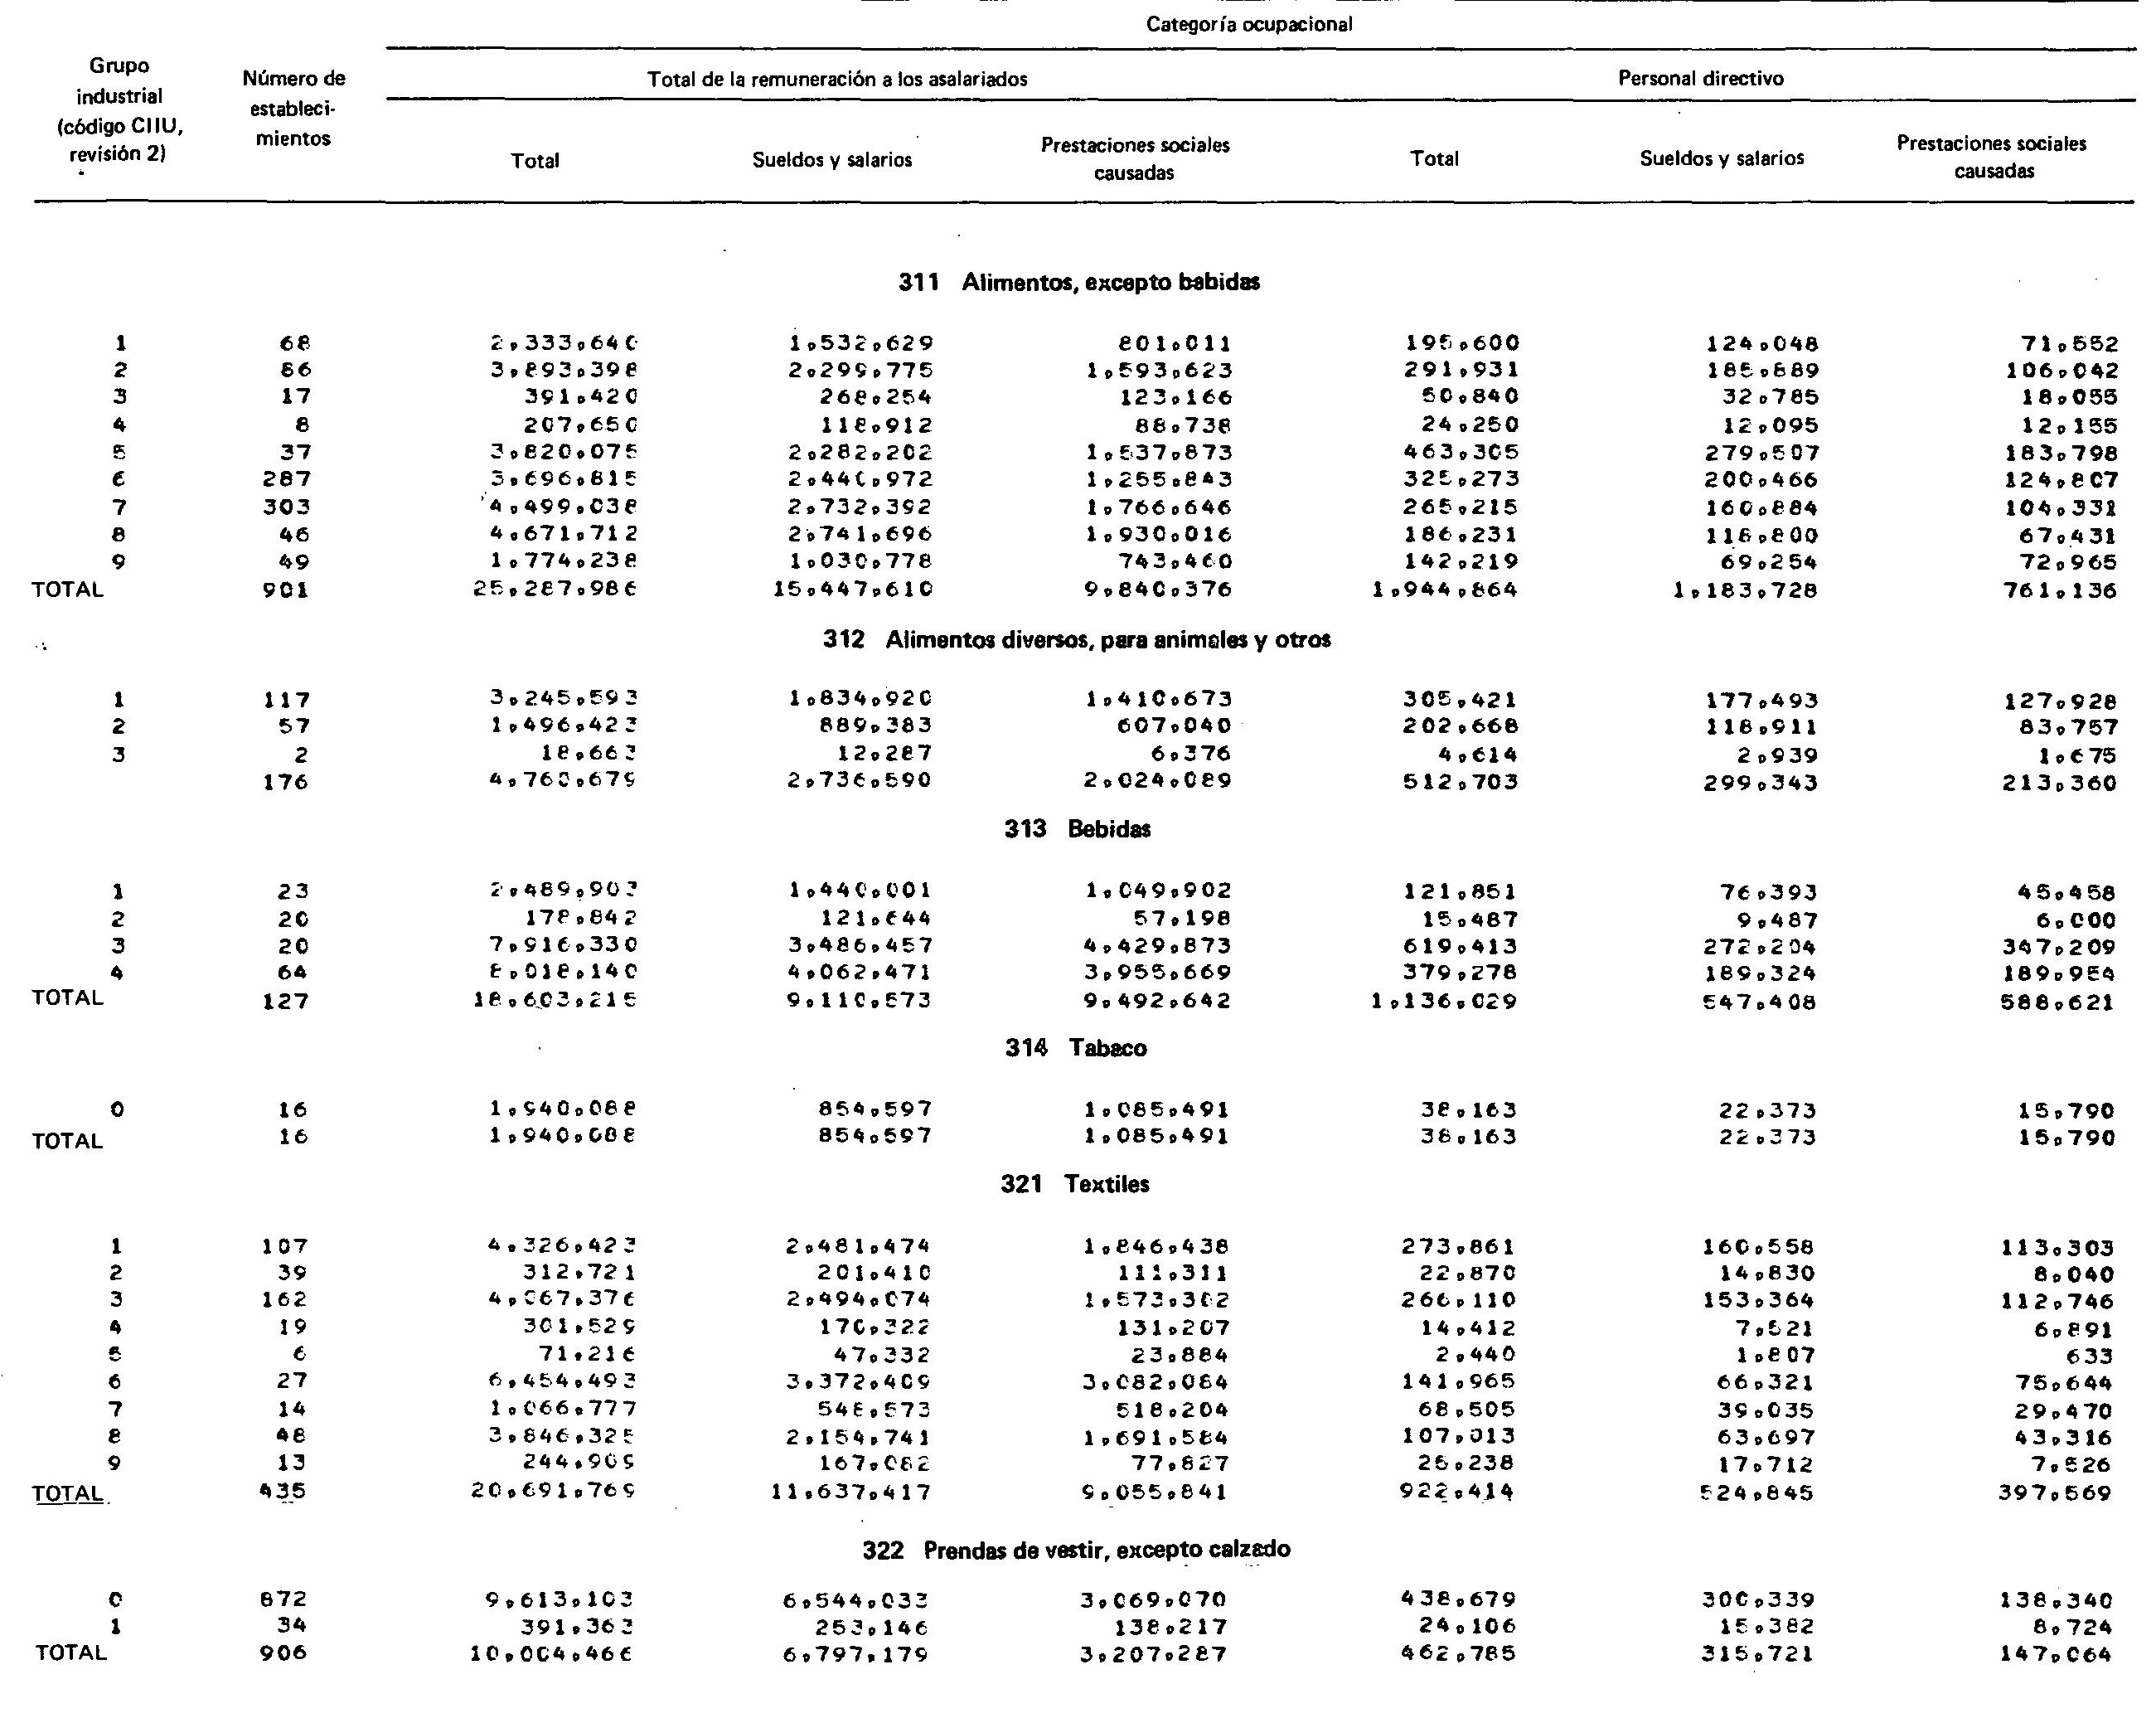 Categoría ocupacional
Grupo industrial (código CIIU, revisión 2)
Número de estableci-mientos
Total de la remuneración a los asalariados
Personal directivo
Total Sueldos y salarios Prestaciones sociales causadas Total Sueldos y salarios Prestaciones sociales causadas
311 Alimentos, excepto babidas
1 68 2,333,640 1,532,629 801,011 195,600 124,048 71,552
2 86 3,893,398 2,299,775 1,593,623 291,931 185,889 106,042
3 17 391,420 268,254 123,166 50,840 32,785 18,055
4 8 207,650 118,912 88,738 24,250 12,095 12,155
5 37 3,820,075 2,282,202 1,537,873 463,305 279,507 183,798
6 287 3,696,815 2,440,972 1,255,843 325,273 200,466 124,807
7 303 4,499,038 2,732,392 1,766,646 265,215 160,884 104,331
8 46 4,671,712 2,741,696 1,930,016 186,231 118,800 67,431
9 49 1,774,238 1,030,778 743,460 142,219 69,254 72,965
TOTAL 901 25,287,986 15,447,610 9,840,376 1,944,864 1,183,728 761,136
312 Alimentos diversos, para animales y otros
1 117 3,245,593 1,834,920 1,410,673 305,421 177,493 127,928
2 57 1,496,423 889,383 607,040 202,668 118,911 83,757
3 2 18,663 12,287 6,376 4,614 2,939 1,675
176 4,760,679 2,736,590 2,024,089 512,703 299,343 213,360
313 Bebidas
1 23 2,489,903 1,440,001 1,049,902 121,851 76,393 45,458
2 20 178,842 121,644 57,198 15,487 9,487 6,000
3 20 7,916,330 3,486,457 4,429,873 619,413 272,204 347,209
4 64 8,018,140 4,062,471 3,955,669 379,278 189,324 189,954
TOTAL 127 18,603,215 9,110,573 9,492,642 1,136,029 547,408 588,621
314 Tabaco
0 16 1,940,088 854,597 1,085,491 38,163 22,373 15,790
TOTAL 16 1,940,088 854,597 1,085,491 38,163 22,373 15,790
321 Textiles
1 107 4,326,423 2,481,474 1,846,438 273,861 160,558 113,303
2 39 312,721 201,410 111,311 22,870 14,830 8,040
3 162 4,067,376 2,494,074 1,573,302 266,110 153,364 112,746
4 19 301,529 170,322 131,207 14,412 7,521 6,891
5 6 71,216 47,332 23,884 2,440 1,807 633
6 27 6,454,493 3,372,409 3,082,084 141,965 66,321 75,644
7 14 1,066,777 548,573 518,204 68,505 39,035 29,470
8 48 3,846,325 2,154,741 1,691,584 107,013 63,697 43,316
9 13 244,909 167,082 77,827 25,238 17,712 7,526
TOTAL 435 20,691,769 11,637,417 9,055,841 922,414 524,845 397,569
322 Prendas de vestir, excepto calzado
0 872 9,613,103 6,544,033 3,069,070 438,679 300,339 138,340
1 34 391,363 253,146 138,217 24,106 15,382 8,724
TOTAL 906 10,004,466 6,797,179 3,207,287 462,785 315,721 147,064